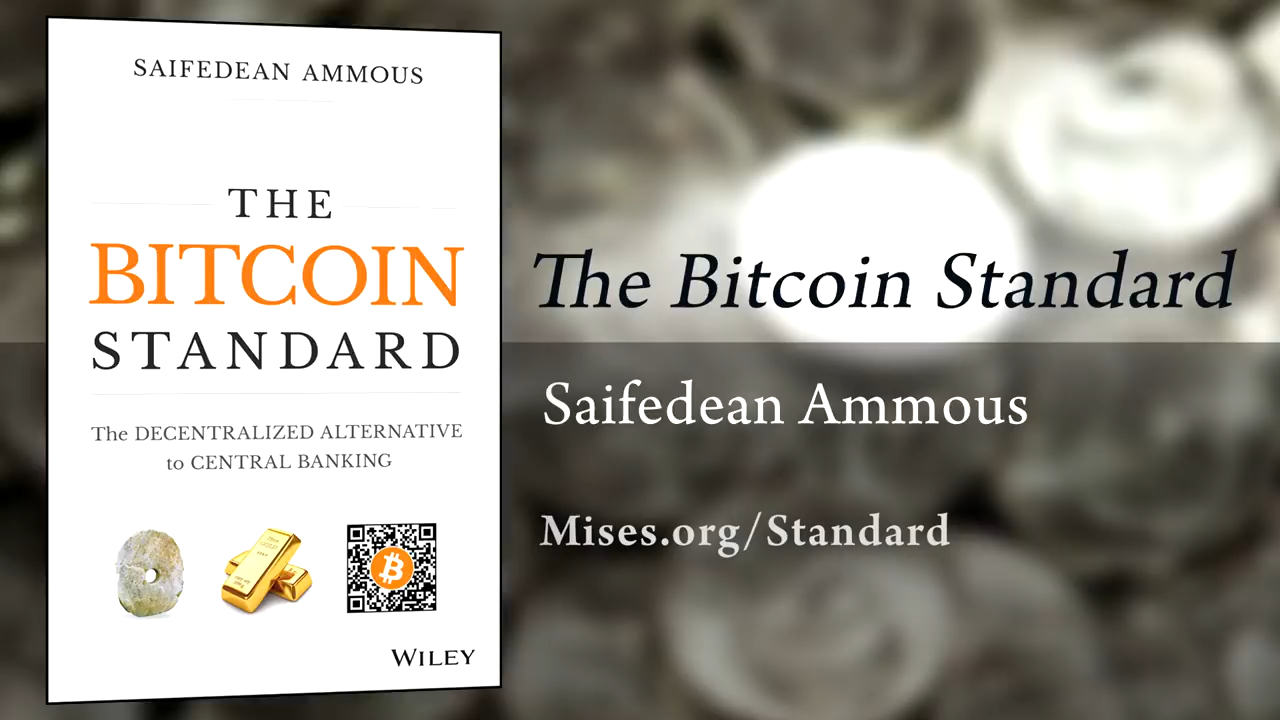 SAIFEDEAN AMMOUS
THE
BITCOIN
STANDARD
The DECENTRALIZED ALTERNATIVE
to CENTRAL BANKING
WILEY
The Bitcoin Standard
Saifedean Ammous
Mises.org/Standard